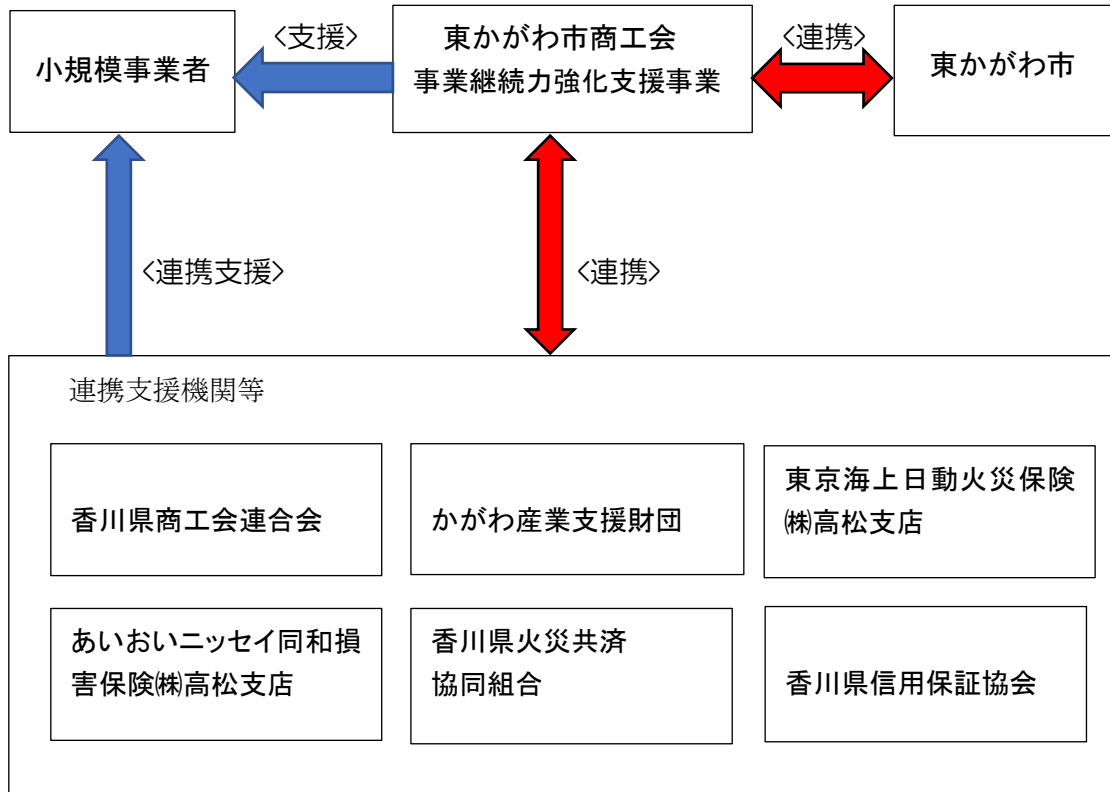 小規模事業者
<支援>
東かがわ市商工会
事業継続力強化支援事業
<連携>
東かがわ市
<連携支援>
<連携>
連携支援機関等
香川県商工会連合会
かがわ産業支援財団
東京海上日動火災保険
㈱高松支店
あいおいニッセイ同和損
害保険㈱高松支店
香川県火災共済
協同組合
香川県信用保証協会